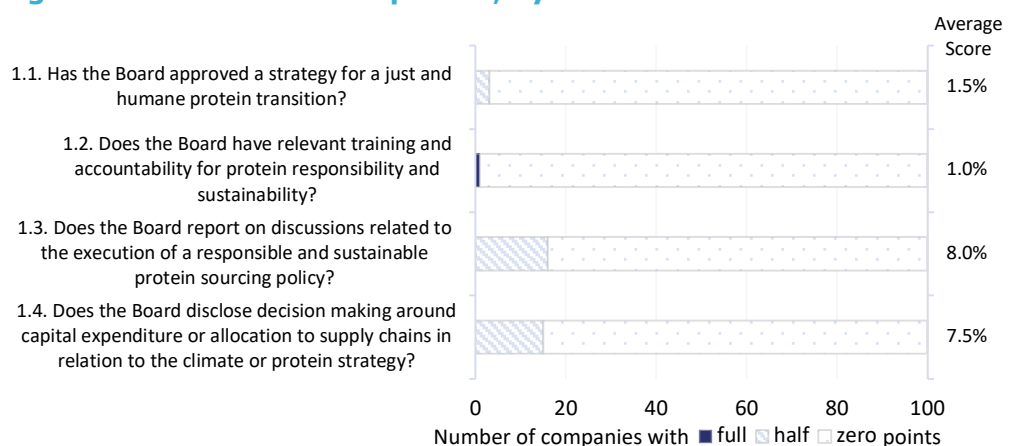 Average
Score
1.1. Has the Board approved a strategy for a just and
humane protein transition?
1.5%
1.2. Does the Board have relevant training and
accountability for protein responsibility and
sustainability?
1.0%
1.3. Does the Board report on discussions related to
the execution of a responsible and sustainable
protein sourcing policy?
8.0%
1.4. Does the Board disclose decision making around
capital expenditure or allocation to supply chains in
relation to the climate or protein strategy?
7.5%
0 20 40 60 80 100
Number of companies with full half zero points